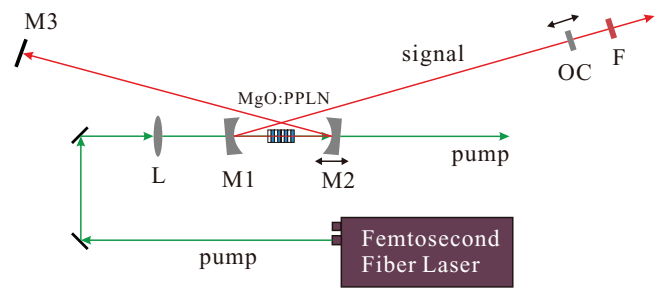 M3
signal
OC
F
MgO:PPLN
L
M1
M2
pump
pump
Femtosecond
Fiber Laser